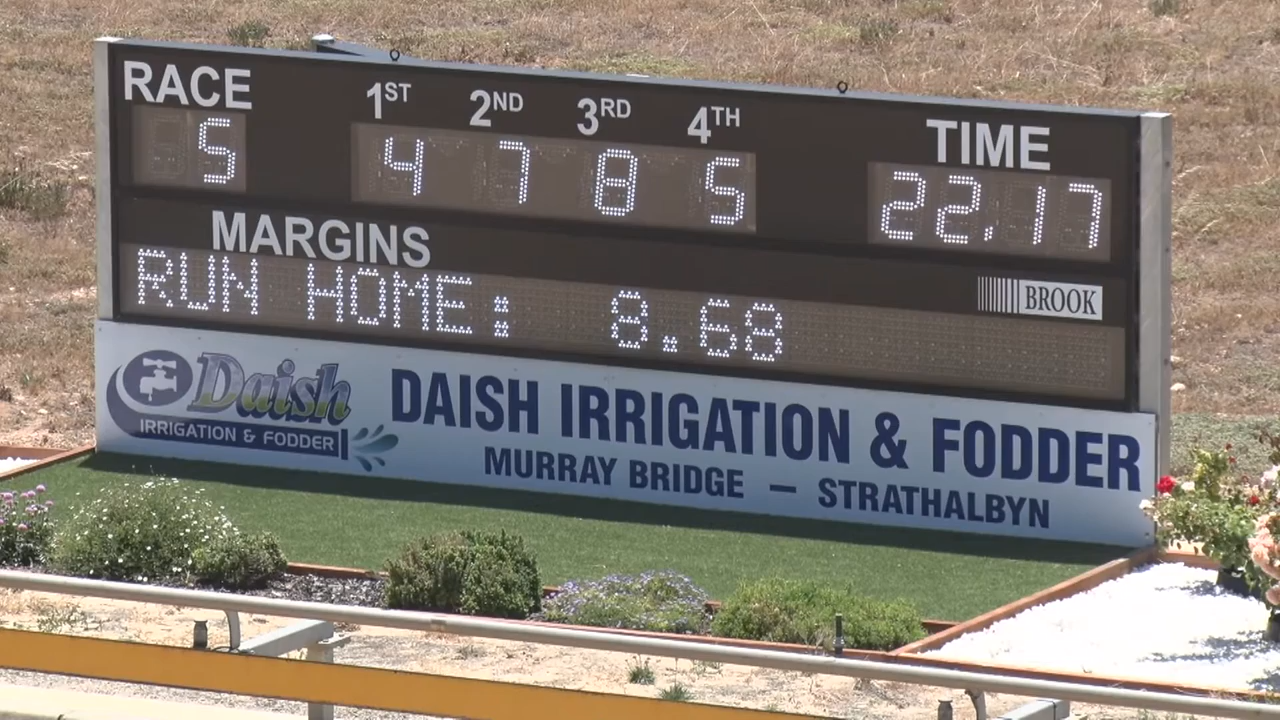 RACE 1ST 2ND 3RD 4TH TIME
5 4 7 8 5 22.17
MARGINS
RUN HOME: 8.68
BROOK
Daish
IRRIGATION & FODDER
DAISH IRRIGATION & FODDER
MURRAY BRIDGE – STRATHALBYN